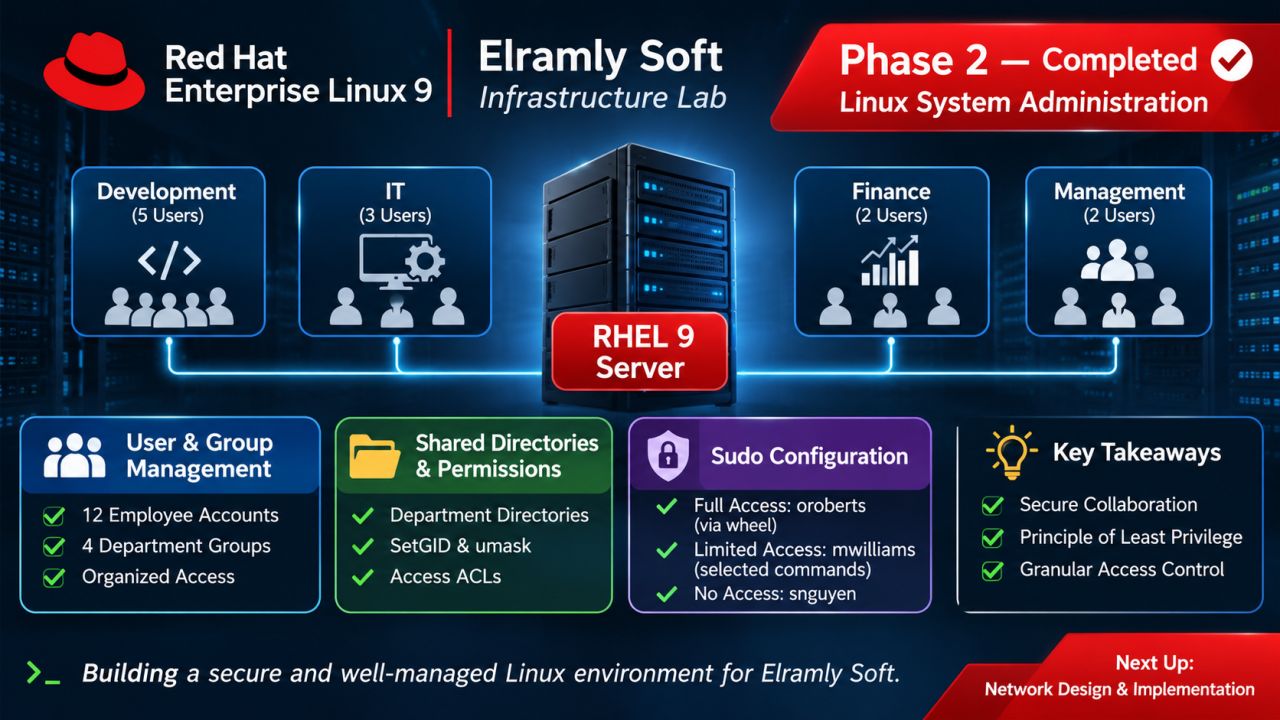 Red Hat
Enterprise Linux 9
Elramly Soft
Infrastructure Lab
Phase 2 — Completed
Linux System Administration
Development
(5 Users)
</>
IT
(3 Users)
Finance
(2 Users)
Management
(2 Users)
RHEL 9
Server
User & Group
Management
12 Employee Accounts
4 Department Groups
Organized Access
Shared Directories
& Permissions
Department Directories
SetGID & umask
Access ACLs
Sudo Configuration
Full Access: oroberts
(via wheel)
Limited Access: mwilliams
(selected commands)
No Access: snguyen
Key Takeaways
Secure Collaboration
Principle of Least Privilege
Granular Access Control
>_ Building a secure and well-managed Linux environment for Elramly Soft.
Next Up:
Network Design & Implementation